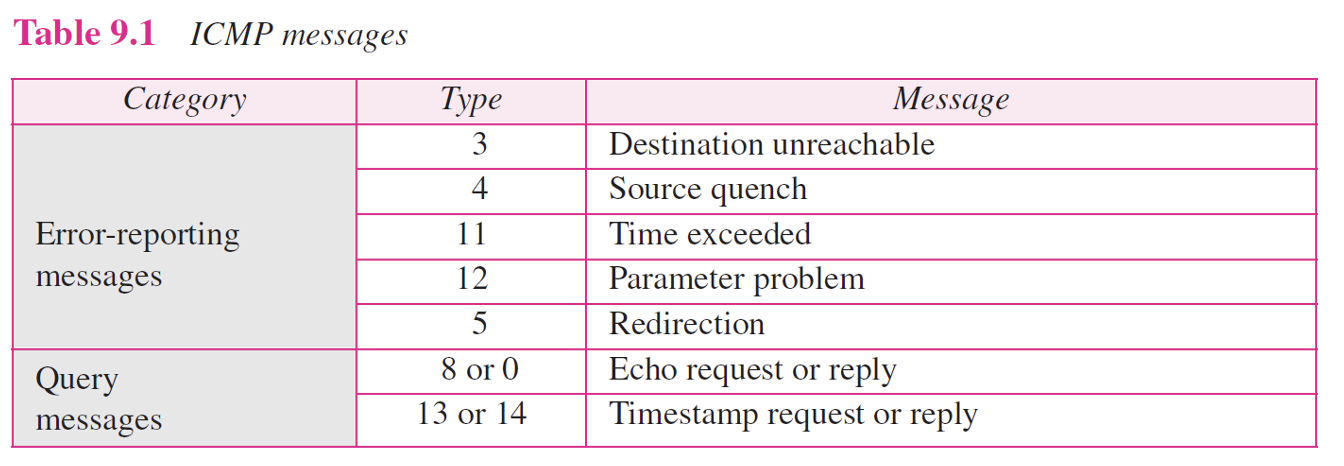 Table 9.1 ICMP messages
Category Type Message
Error-reporting
messages
3 Destination unreachable
4 Source quench
11 Time exceeded
12 Parameter problem
5 Redirection
Query
messages
8 or 0 Echo request or reply
13 or 14 Timestamp request or reply